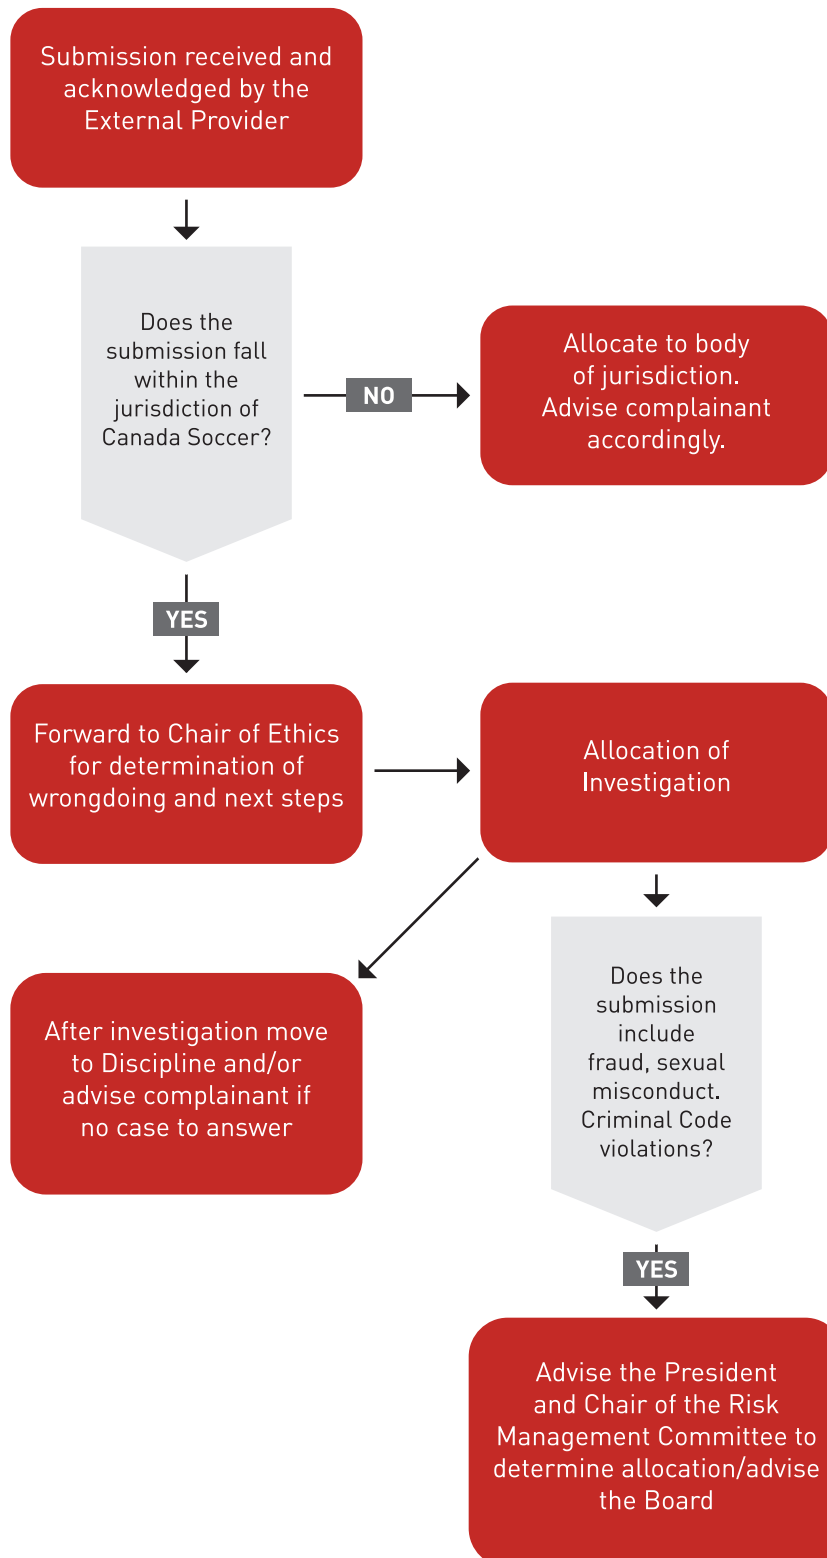 Submission received and
acknowledged by the
External Provider
Does the
submission fall
within the
jurisdiction of
Canada Soccer?
NO
Allocate to body
of jurisdiction.
Advise complainant
accordingly.
YES
Forward to Chair of Ethics
for determination of
wrongdoing and next steps
Allocation of
Investigation
After investigation move
to Discipline and/or
advise complainant if
no case to answer
Does the
submission
include
fraud, sexual
misconduct.
Criminal Code
violations?
YES
Advise the President
and Chair of the Risk
Management Committee to
determine allocation/advise
the Board